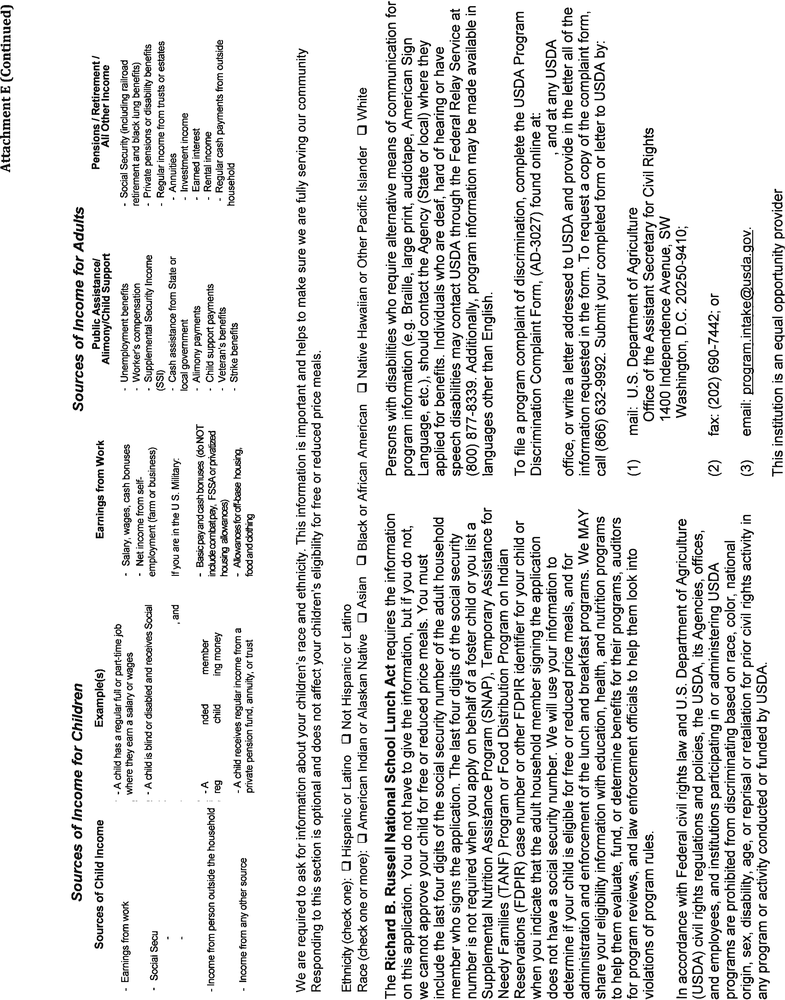 Attachment E (Continued)
Sources of Income for Children
Sources of Child Income
Example(s)
- Earnings from work
- A child has a regular full or part-time job
where they earn a salary or wages
- Social Secu
- A child is blind or disabled and receives Social
-
-
, and
- Income from person outside the household
- A nded member
reg child ing money
- Income from any other source
- A child receives regular income from a
private pension fund, annuity, or trust
Sources of Income for Adults
Earnings from Work
- Salary, wages, cash bonuses
- Net income from self-
employment (farm or business)
If you are in the U S. Military:
- Basic pay and cash bonuses (do NOT
include combat pay, FSSA or privatized
housing allowances)
- Allowances for off-base housing,
food and clothing
Public Assistance/
Alimony/Child Support
- Unemployment benefits
- Worker's compensation
- Supplemental Security Income
(SSI)
- Cash assistance from State or
local government
- Alimony payments
- Child support payments
- Veteran's benefits
- Strike benefits
Pensions / Retirement /
All Other Income
- Social Security (including railroad
retirement and black lung benefits)
- Private pensions or disability benefits
- Regular income from trusts or estates
- Annuities
- Investment income
- Earned interest
- Rental income
- Regular cash payments from outside
household
We are required to ask for information about your children's race and ethnicity. This information is important and helps to make sure we are fully serving our community
Responding to this section is optional and does not affect your children's eligibility for free or reduced price meals.
Ethnicity (check one): ❏ Hispanic or Latino ❏ Not Hispanic or Latino
Race (check one or more): ❏ American Indian or Alaskan Native ❏ Asian ❏ Black or African American ❏ Native Hawaiian or Other Pacific Islander ❏ White
The Richard B. Russell National School Lunch Act requires the information
on this application. You do not have to give the information, but if you do not,
we cannot approve your child for free or reduced price meals. You must
include the last four digits of the social security number of the adult household
member who signs the application. The last four digits of the social security
number is not required when you apply on behalf of a foster child or you list a
Supplemental Nutrition Assistance Program (SNAP), Temporary Assistance for
Needy Families (TANF) Program or Food Distribution Program on Indian
Reservations (FDPIR) case number or other FDPIR identifier for your child or
when you indicate that the adult household member signing the application
does not have a social security number. We will use your information to
determine if your child is eligible for free or reduced price meals, and for
administration and enforcement of the lunch and breakfast programs. We MAY
share your eligibility information with education, health, and nutrition programs
to help them evaluate, fund, or determine benefits for their programs, auditors
for program reviews, and law enforcement officials to help them look into
violations of program rules.
In accordance with Federal civil rights law and U.S. Department of Agriculture
(USDA) civil rights regulations and policies, the USDA, its Agencies, offices,
and employees, and institutions participating in or administering USDA
programs are prohibited from discriminating based on race, color, national
origin, sex, disability, age, or reprisal or retaliation for prior civil rights activity in
any program or activity conducted or funded by USDA.
Persons with disabilities who require alternative means of communication for
program information (e.g. Braille, large print, audiotape, American Sign
Language, etc.), should contact the Agency (State or local) where they
applied for benefits. Individuals who are deaf, hard of hearing or have
speech disabilities may contact USDA through the Federal Relay Service at
(800) 877-8339. Additionally, program information may be made available in
languages other than English.
To file a program complaint of discrimination, complete the USDA Program
Discrimination Complaint Form, (AD-3027) found online at:
, and at any USDA
office, or write a letter addressed to USDA and provide in the letter all of the
information requested in the form. To request a copy of the complaint form,
call (866) 632-9992. Submit your completed form or letter to USDA by:
(1) mail: U.S. Department of Agriculture
Office of the Assistant Secretary for Civil Rights
1400 Independence Avenue, SW
Washington, D.C. 20250-9410;
(2) fax: (202) 690-7442; or
(3) email: program.intake@usda.gov.
This institution is an equal opportunity provider